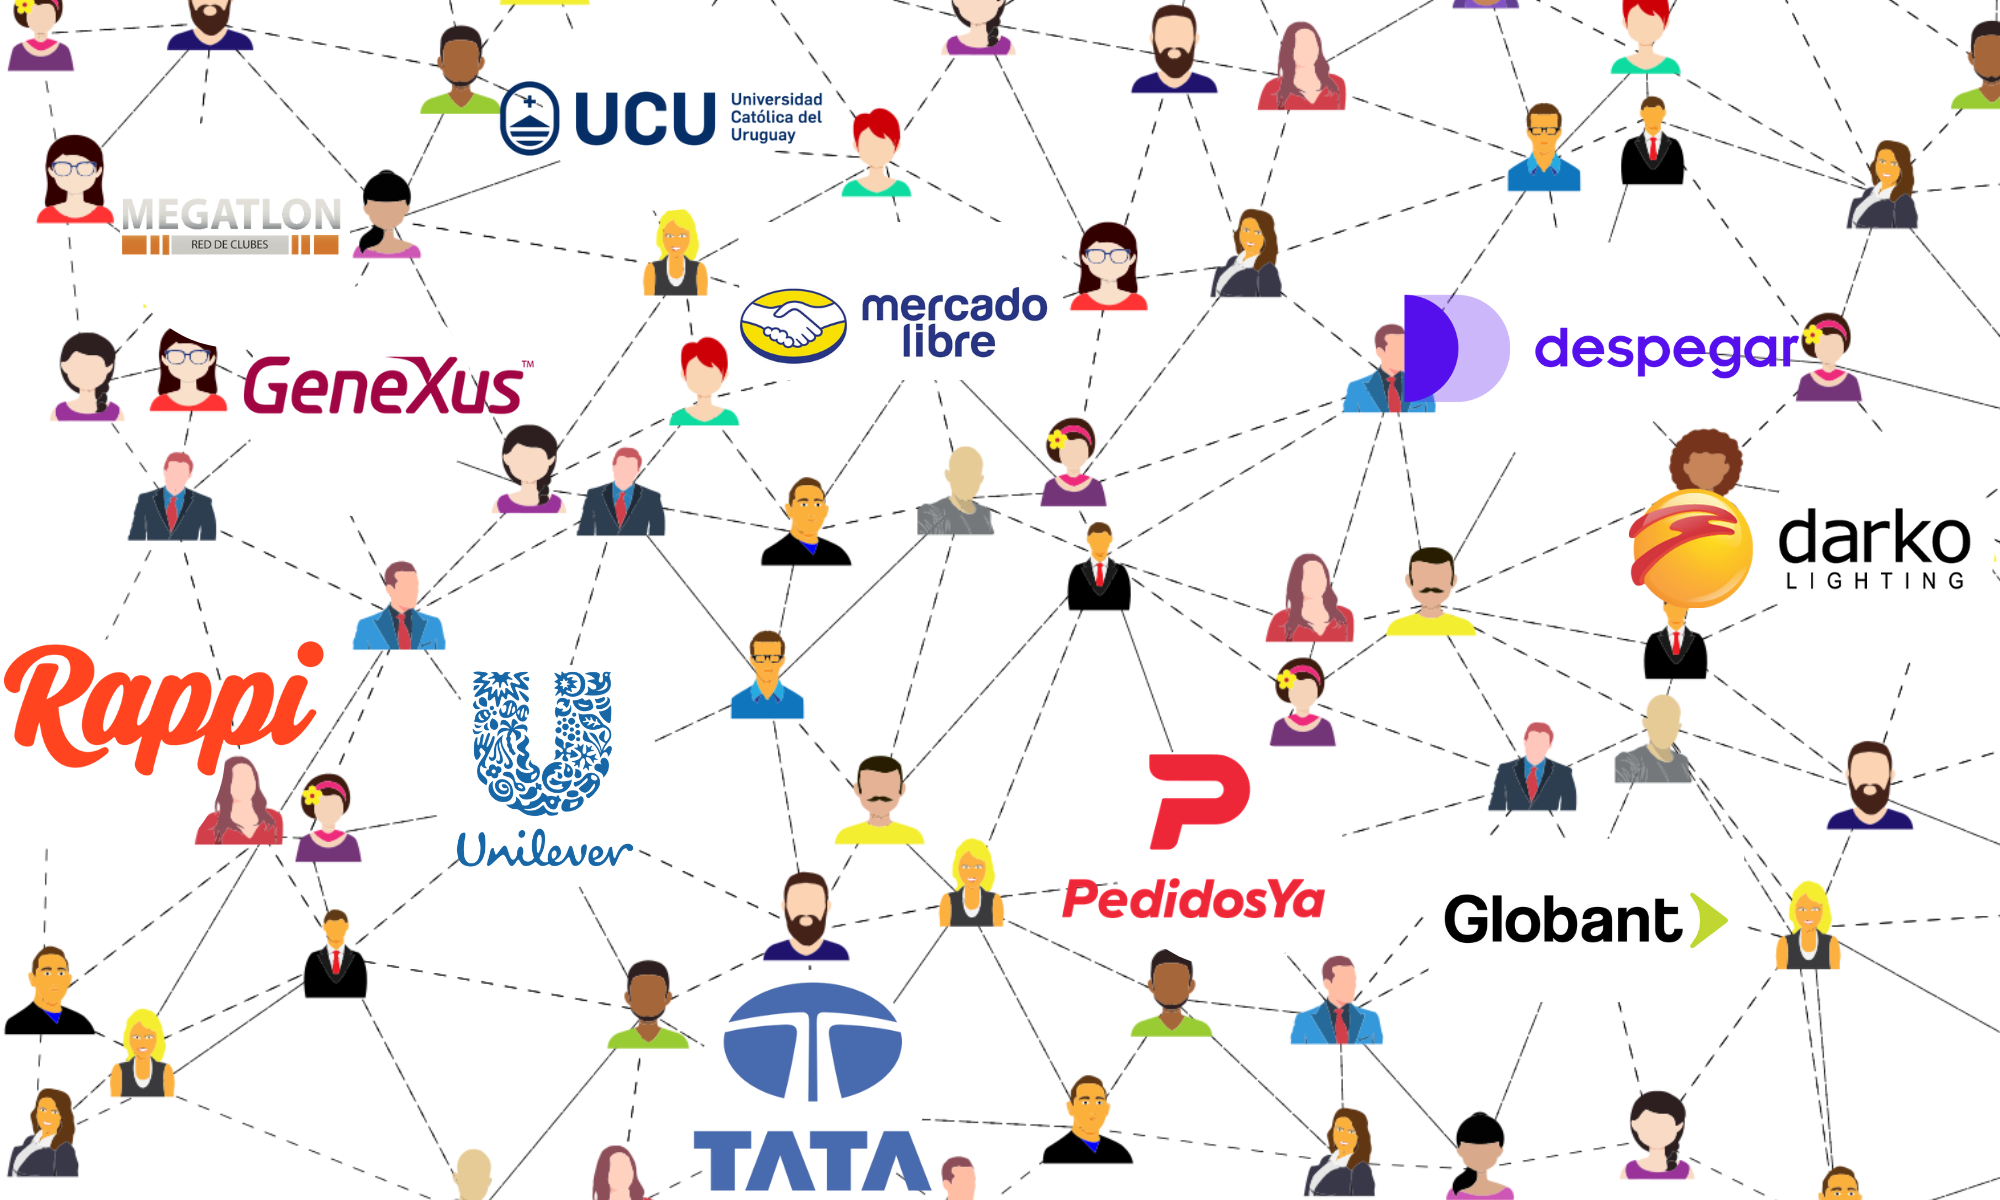 UCU
Universidad
Católica del
Uruguay
MEGATLON
RED DE CLUBES
mercado
libre
despegar
GeneXus™
darko
LIGHTING
Rappi
Unilever
PedidosYa
Globant
TATA